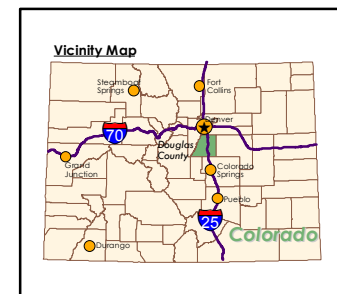 Vicinity Map
Steamboat
Springs
Fort
Collins
Denver
70
Douglas
County
Grand
Junction
Colorado
Springs
Pueblo
25
Colorado
Durango